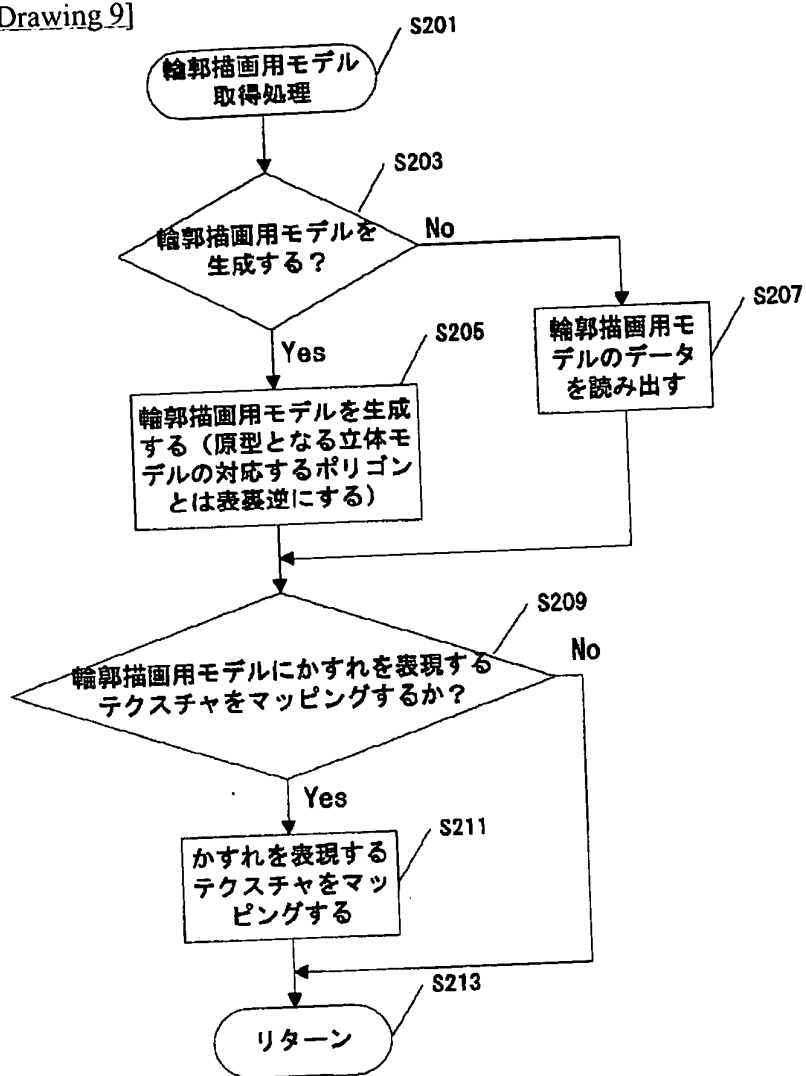 Drawing 9]
S201
輪郭描画用モデル
取得処理
S203
輪郭描画用モデルを
生成する？
No
S207
輪郭描画用モ
デルのデータ
を読み出す
Yes
S205
輪郭描画用モデルを生成
する（原型となる立体モ
デルの対応するポリゴン
とは表裏逆にする）
S209
輪郭描画用モデルにかすれを表現する
テクスチャをマッピングするか？
No
Yes
S211
かすれを表現する
テクスチャをマッ
ピングする
S213
リターン